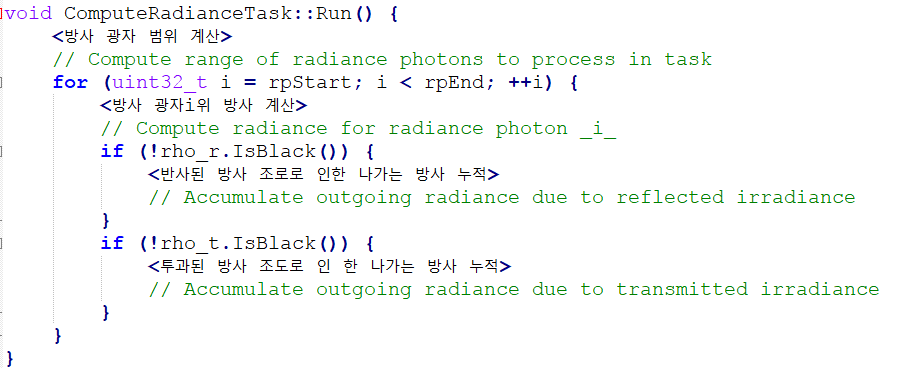 void ComputeRadianceTask::Run() {
<방사 광자 범위 계산>
// Compute range of radiance photons to process in task
for (uint32_t i = rpStart; i < rpEnd; ++i) {
<방사 광자i위 방사 계산>
// Compute radiance for radiance photon _i_
if (!rho_r.IsBlack()) {
<반사된 방사 조로로 인한 나가는 방사 누적>
// Accumulate outgoing radiance due to reflected irradiance
}
if (!rho_t.IsBlack()) {
<투과된 방사 조도로 인 한 나가는 방사 누적>
// Accumulate outgoing radiance due to transmitted irradiance
}
}
}